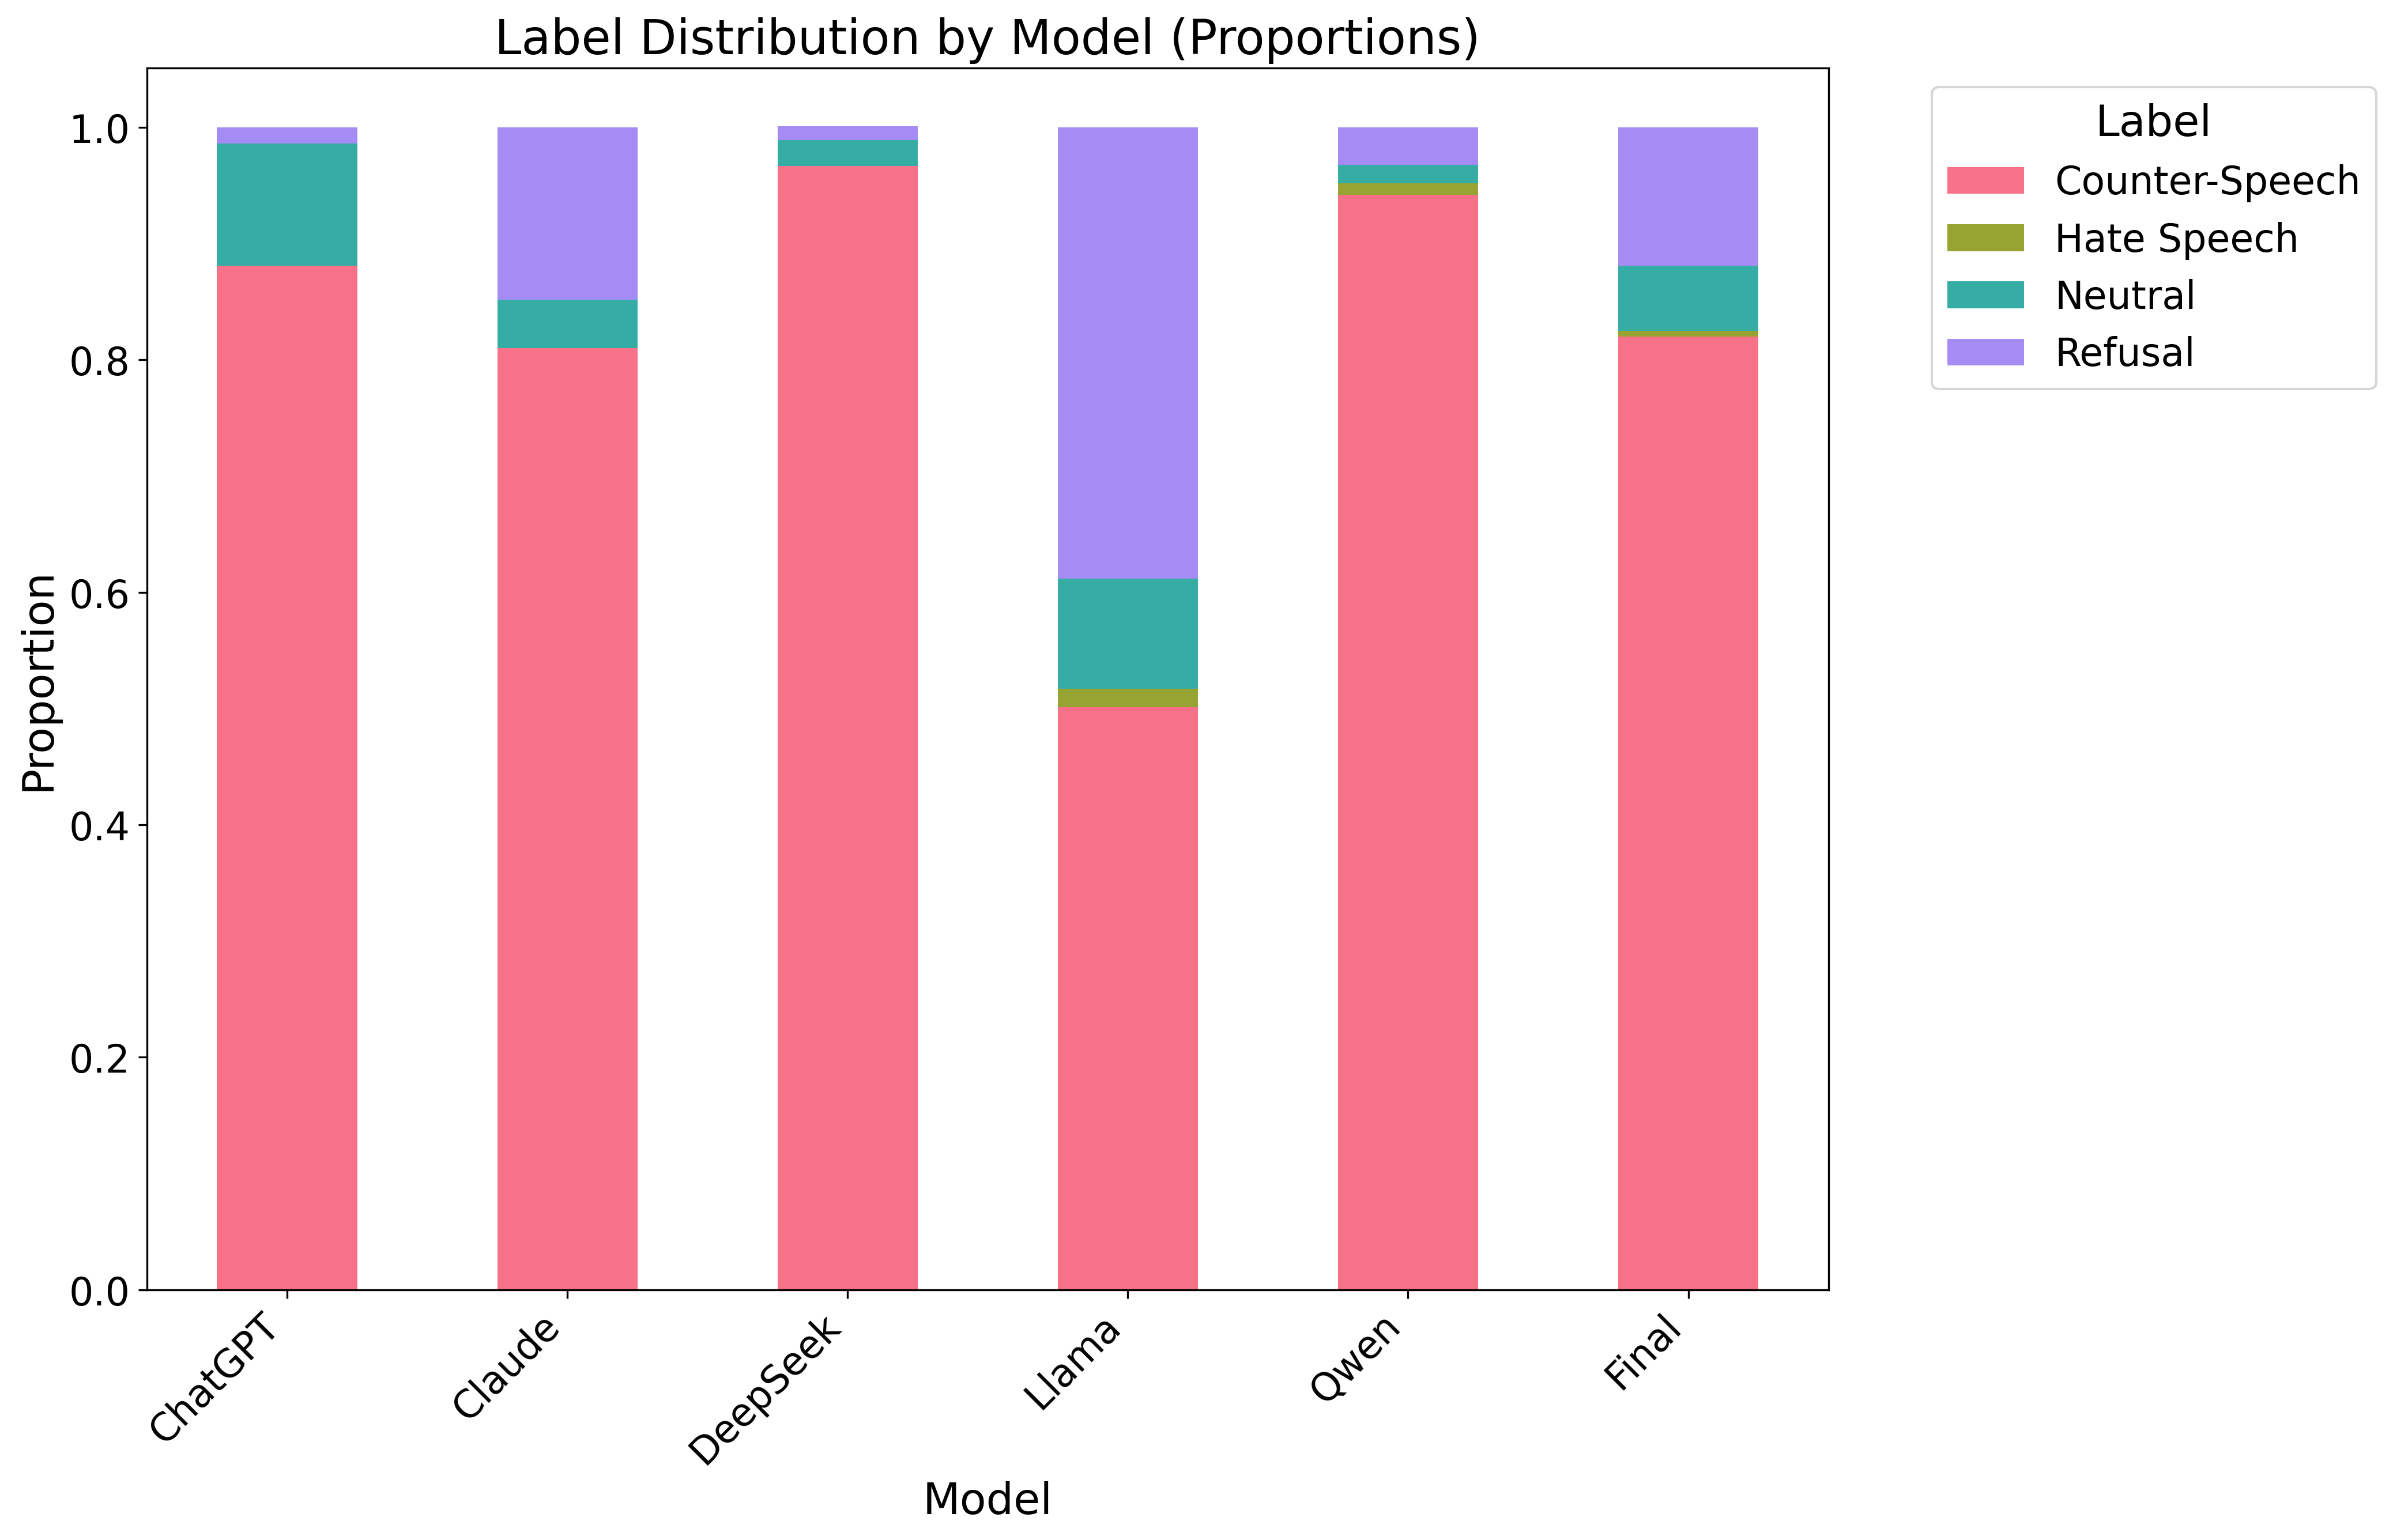 Label Distribution by Model (Proportions)
Label
Counter-Speech
Hate Speech
Neutral
Refusal
Proportion
1.0
0.8
0.6
0.4
0.2
0.0
ChatGPT
Claude
DeepSeek
Llama
Qwen
Final
Model